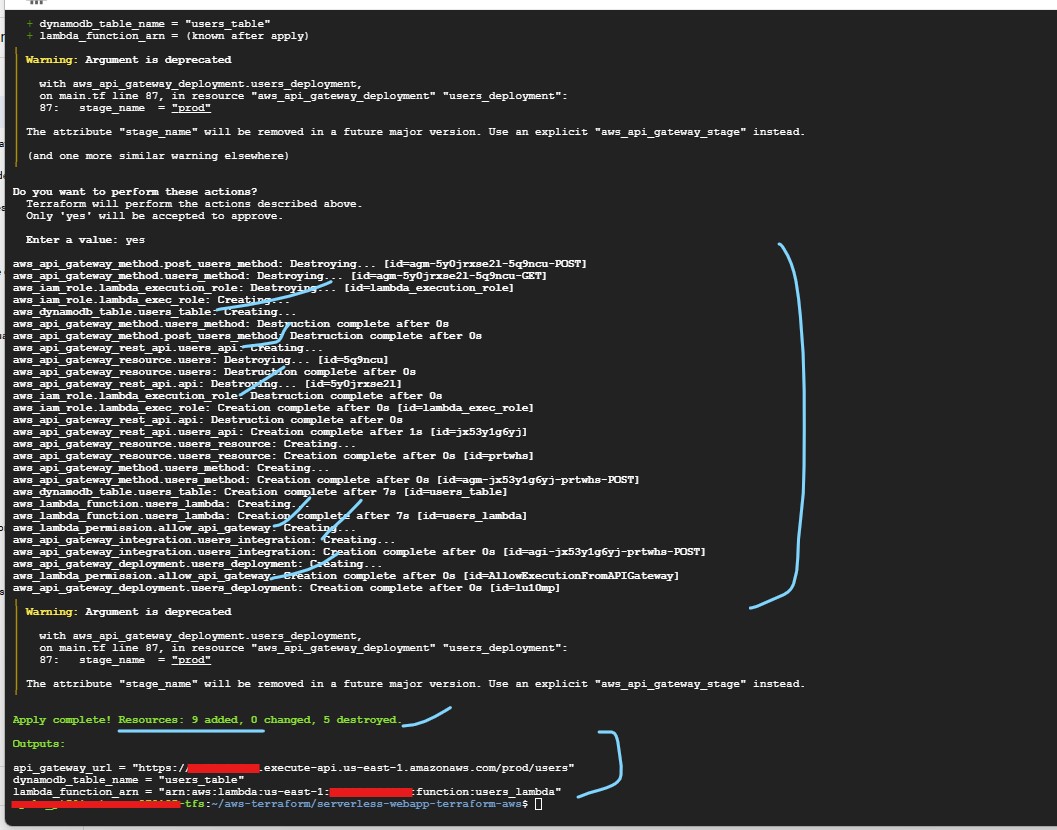 + dynamodb_table_name = "users_table"
+ lambda_function_arn = (known after apply)
Warning: Argument is deprecated
with aws_api_gateway_deployment.users_deployment,
on main.tf line 87, in resource "aws_api_gateway_deployment" "users_deployment":
87:   stage_name  = "prod"
The attribute "stage_name" will be removed in a future major version. Use an explicit "aws_api_gateway_stage" instead.
(and one more similar warning elsewhere)
Do you want to perform these actions?
Terraform will perform the actions described above.
Only 'yes' will be accepted to approve.
Enter a value: yes
aws_api_gateway_method.post_users_method: Destroying... [id=agm-5y0jrxse2l-5q9ncu-POST]
aws_api_gateway_method.users_method: Destroying... [id=agm-5y0jrxse2l-5q9ncu-GET]
aws_iam_role.lambda_execution_role: Destroying... [id=lambda_execution_role]
aws_iam_role.lambda_exec_role: Creating...
aws_dynamodb_table.users_table: Creating...
aws_api_gateway_method.users_method: Destruction complete after 0s
aws_api_gateway_method.post_users_method: Destruction complete after 0s
aws_api_gateway_rest_api.users_api: Creating...
aws_api_gateway_resource.users: Destroying... [id=5q9ncu]
aws_api_gateway_resource.users: Destruction complete after 0s
aws_api_gateway_rest_api.api: Destroying... [id=5y0jrxse2l]
aws_iam_role.lambda_execution_role: Destruction complete after 0s
aws_iam_role.lambda_exec_role: Creation complete after 0s [id=lambda_exec_role]
aws_api_gateway_rest_api.api: Destruction complete after 0s
aws_api_gateway_rest_api.users_api: Creation complete after 1s [id=jx53y1g6yj]
aws_api_gateway_resource.users_resource: Creating...
aws_api_gateway_resource.users_resource: Creation complete after 0s [id=prtwhs]
aws_api_gateway_method.users_method: Creating...
aws_api_gateway_method.users_method: Creation complete after 0s [id=agm-jx53y1g6yj-prtwhs-POST]
aws_dynamodb_table.users_table: Creation complete after 7s [id=users_table]
aws_lambda_function.users_lambda: Creating...
aws_lambda_function.users_lambda: Creation complete after 7s [id=users_lambda]
aws_lambda_permission.allow_api_gateway: Creating...
aws_api_gateway_integration.users_integration: Creating...
aws_api_gateway_integration.users_integration: Creation complete after 0s [id=agi-jx53y1g6yj-prtwhs-POST]
aws_api_gateway_deployment.users_deployment: Creating...
aws_lambda_permission.allow_api_gateway: Creation complete after 0s [id=AllowExecutionFromAPIGateway]
aws_api_gateway_deployment.users_deployment: Creation complete after 0s [id=lui0mp]
Warning: Argument is deprecated
with aws_api_gateway_deployment.users_deployment,
on main.tf line 87, in resource "aws_api_gateway_deployment" "users_deployment":
87:   stage_name  = "prod"
The attribute "stage_name" will be removed in a future major version. Use an explicit "aws_api_gateway_stage" instead.
Apply complete! Resources: 9 added, 0 changed, 5 destroyed.
Outputs:
api_gateway_url = "https:/ .execute-api.us-east-1.amazonaws.com/prod/users"
dynamodb_table_name = "users_table"
lambda_function_arn = "arn:aws:lambda:us-east-1: :function:users_lambda"
-tfs:~/aws-terraform/serverless-webapp-terraform-aws$